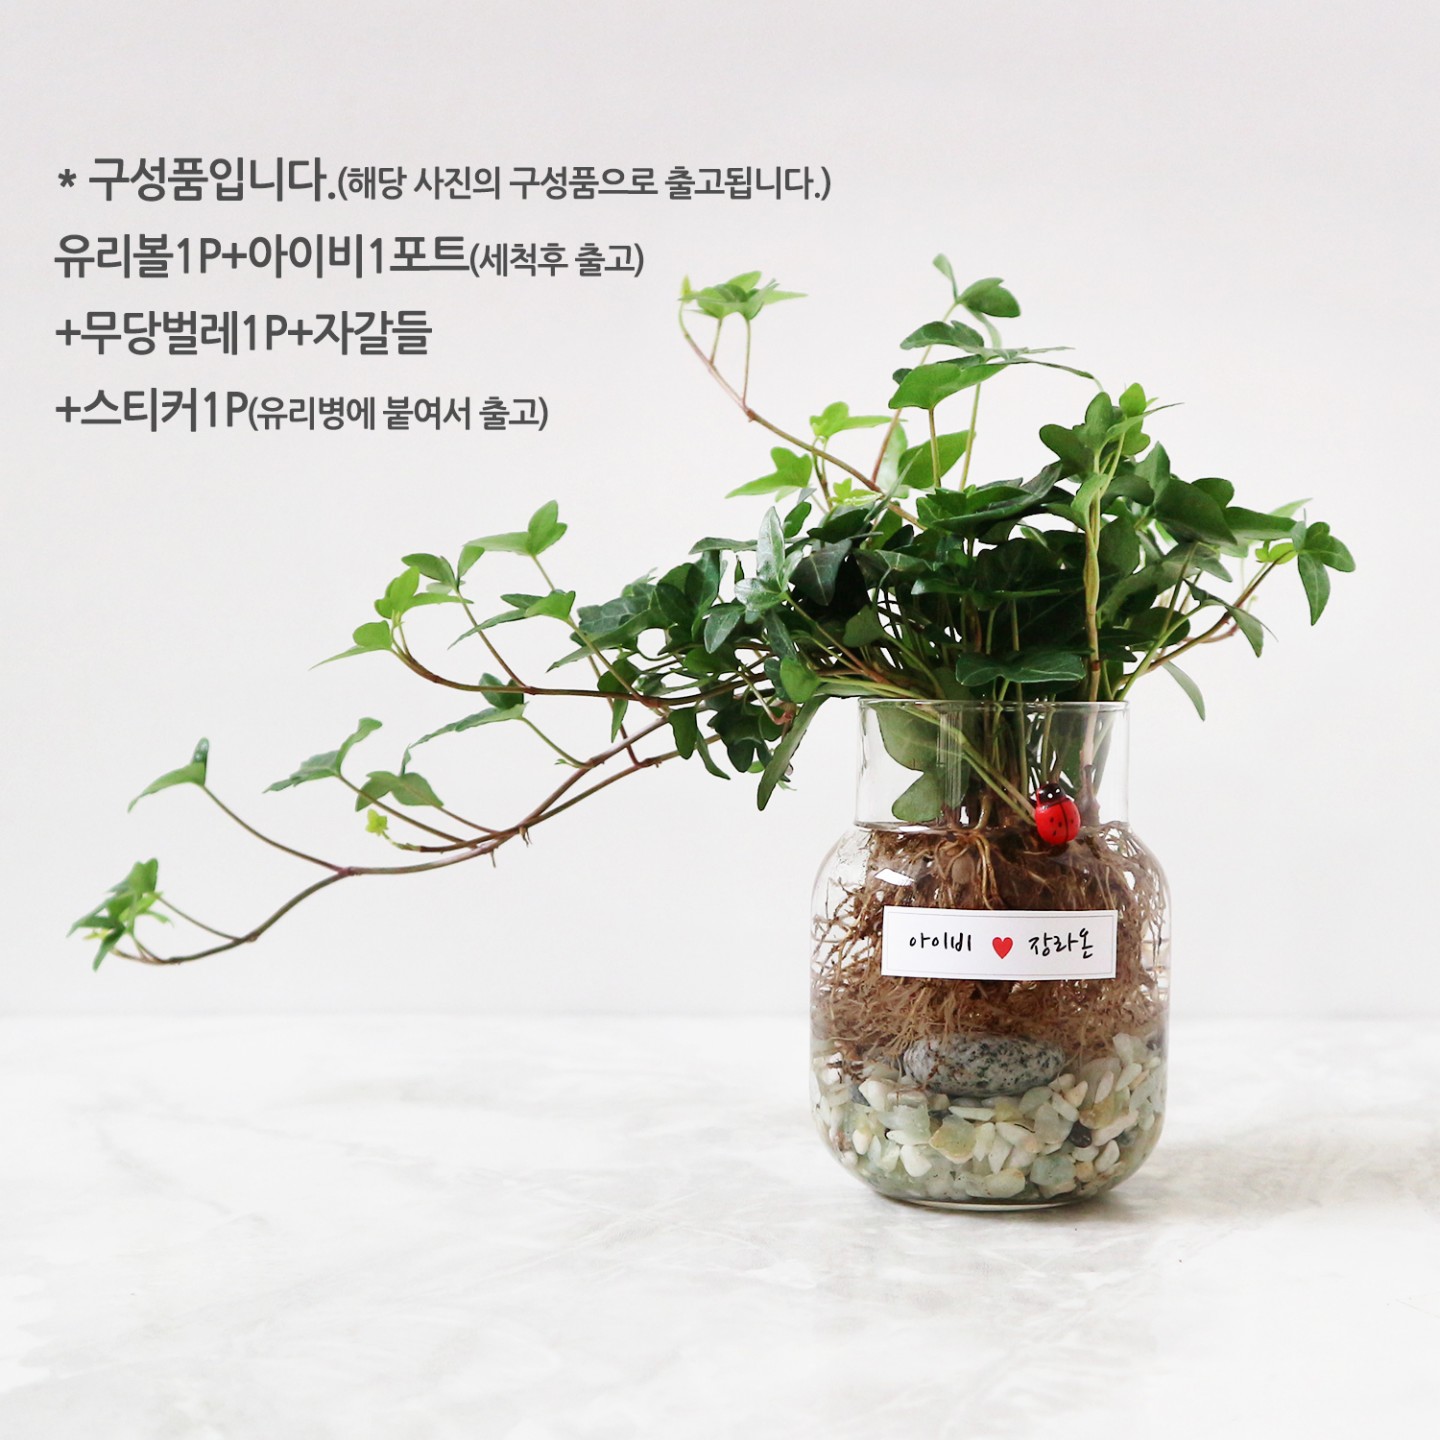 * 구성품입니다.(해당 사진의 구성품으로 출고됩니다.)
유리볼1P+아이비1포트(세척후 출고)
+무당벌레1P+자갈들
+스티커1P(유리병에 붙여서 출고)
아이비 ♥ 장라온